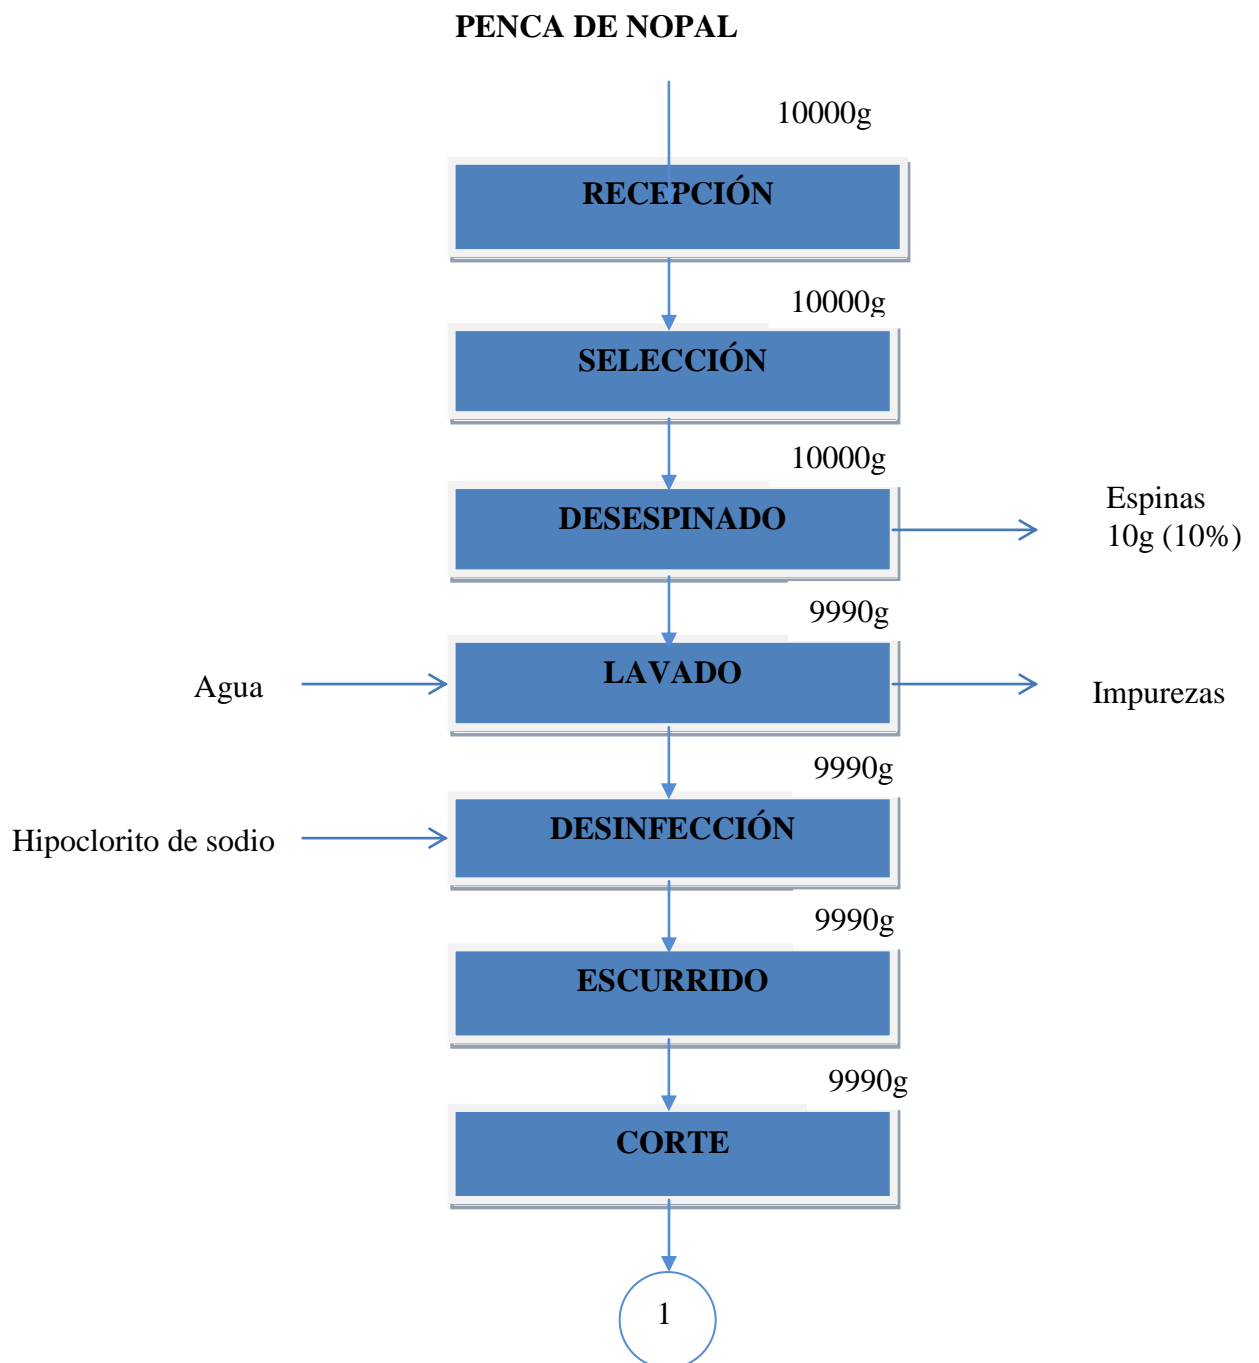 PENCA DE NOPAL
10000g
RECEPCIÓN
10000g
SELECCIÓN
10000g
DESESPINADO
Espinas
10g (10%)
9990g
Agua
LAVADO
Impurezas
9990g
Hipoclorito de sodio
DESINFECCIÓN
9990g
ESCURRIDO
9990g
CORTE
1